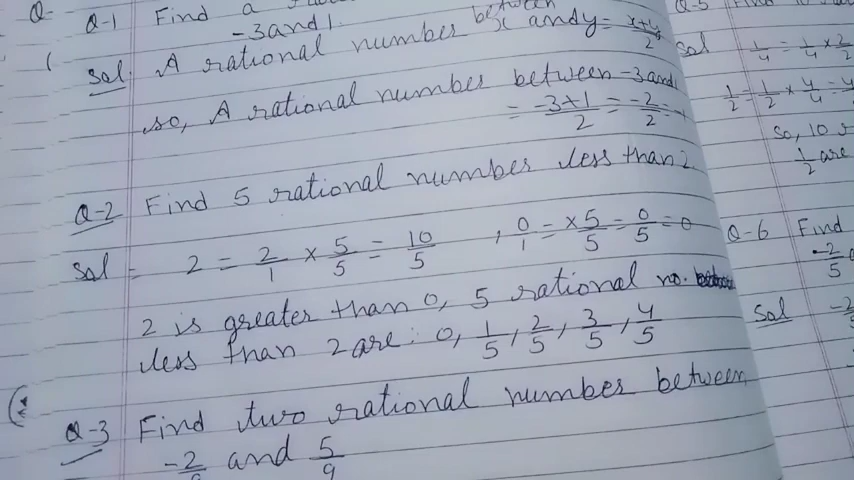 Q-1 Find a
-3 and 1.
Sol. A rational number between x and y = x+y/2
so, A rational number between -3 and 1
= -3+1/2 = -2/2 = -1
Q-2 Find 5 rational number less than 2
Sol = 2 = 2/1 × 5/5 = 10/5 , 0/1 = ×5/5 = 0/5 = 0
2 is greater than 0, 5 rational no.
less than 2 are: 0, 1/5, 2/5, 3/5, 4/5
Q-3 Find two rational number between
-2/ and 5/9
Q-5
Sol 1/4 = 1/4 × 2/2
1/2 = 1/2 × 4/4 =
So, 10
1/2 are
Q-6 Find
-2/5
Sol -2/